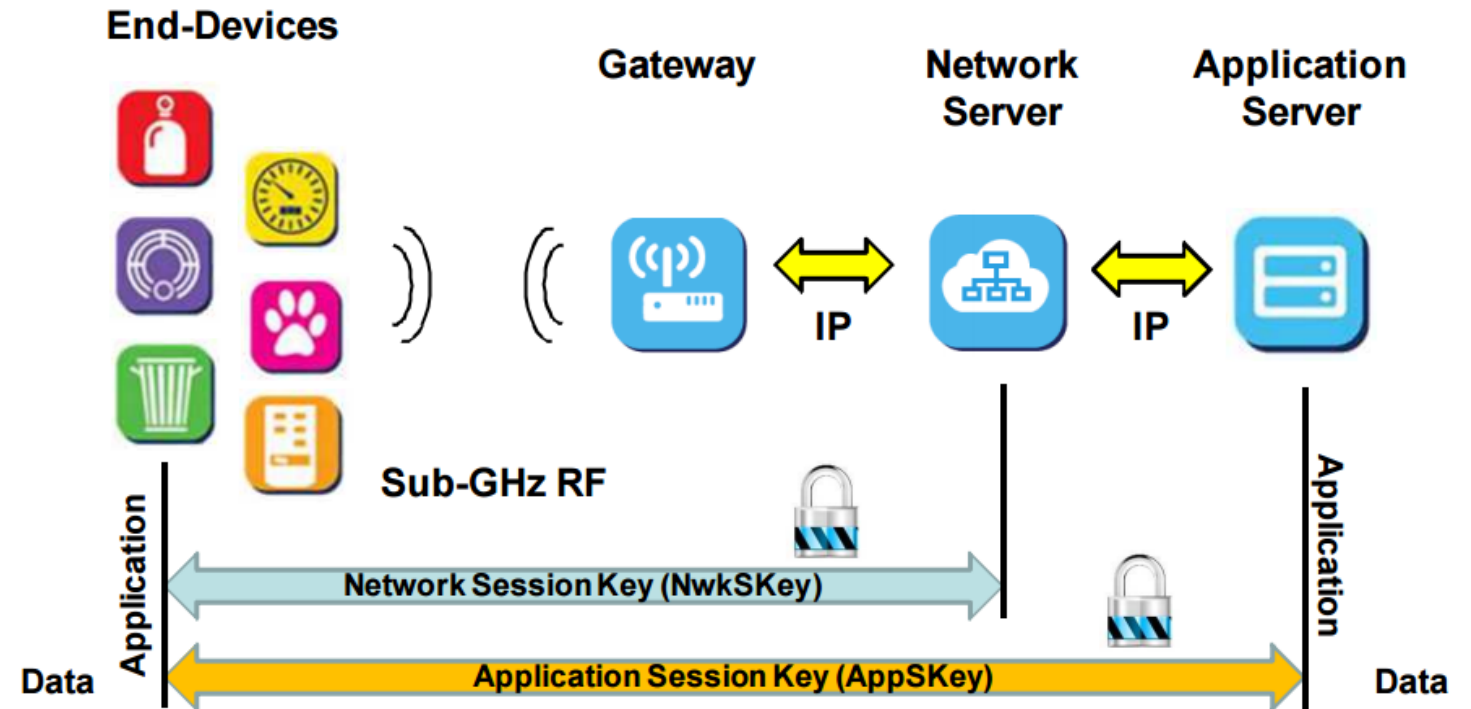 End-Devices
Gateway
Network
Server
Application
Server
IP
IP
Sub-GHz RF
Application
Application
Network Session Key (NwkSKey)
Data
Application Session Key (AppSKey)
Data